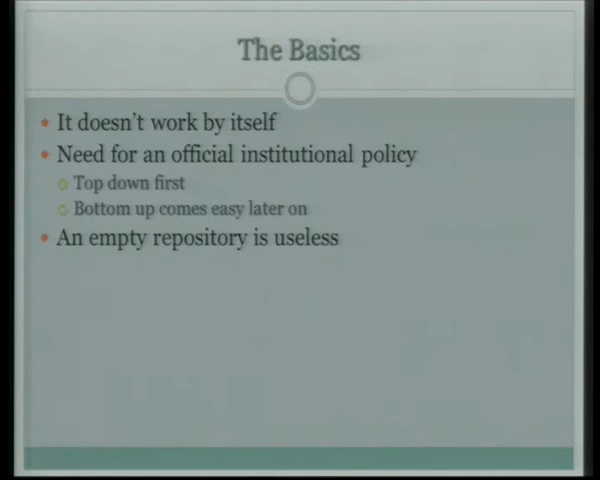 The Basics
It doesn't work by itself
Need for an official institutional policy
Top down first
Bottom up comes easy later on
An empty repository is useless